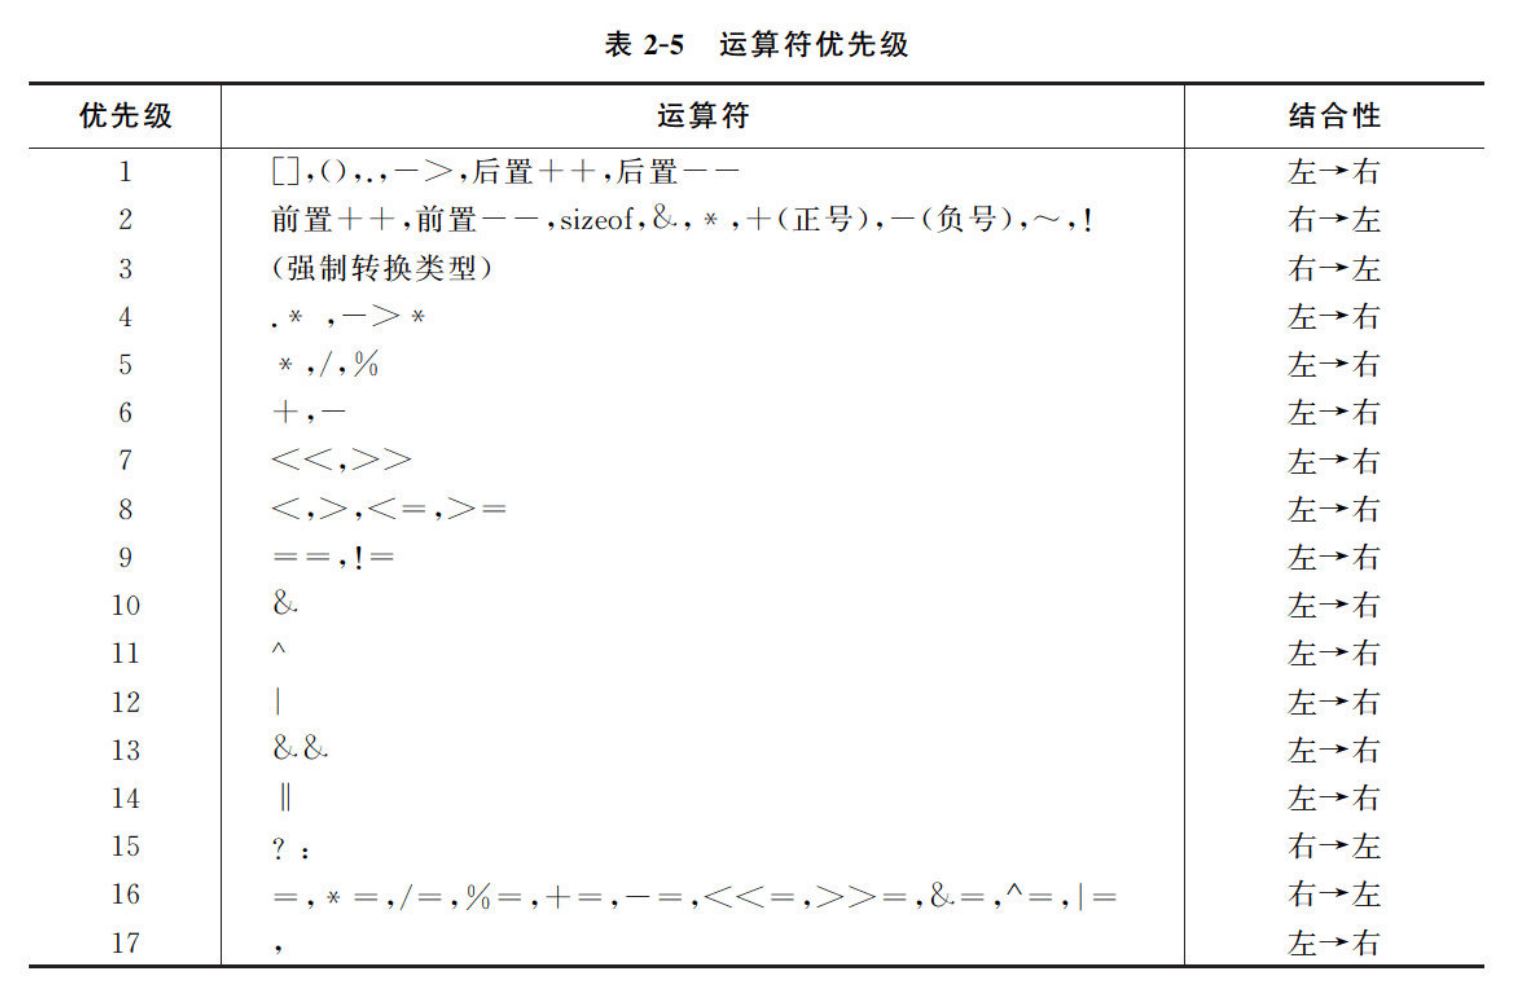 表 2-5 运算符优先级
优先级 运算符 结合性
1 [],(),.,->,后置++,后置-- 左→右
2 前置++,前置--,sizeof,&,*,+(正号),-(负号),~,! 右→左
3 (强制转换类型) 右→左
4 .*,->* 左→右
5 *,/,% 左→右
6 +,- 左→右
7 <<,>> 左→右
8 <,>,<=,>= 左→右
9 ==,!= 左→右
10 & 左→右
11 ^ 左→右
12 | 左→右
13 && 左→右
14 || 左→右
15 ?: 右→左
16 =,*=,/=,%=,+=,-=,<<=,>>=,&=,^=,|= 右→左
17 , 左→右